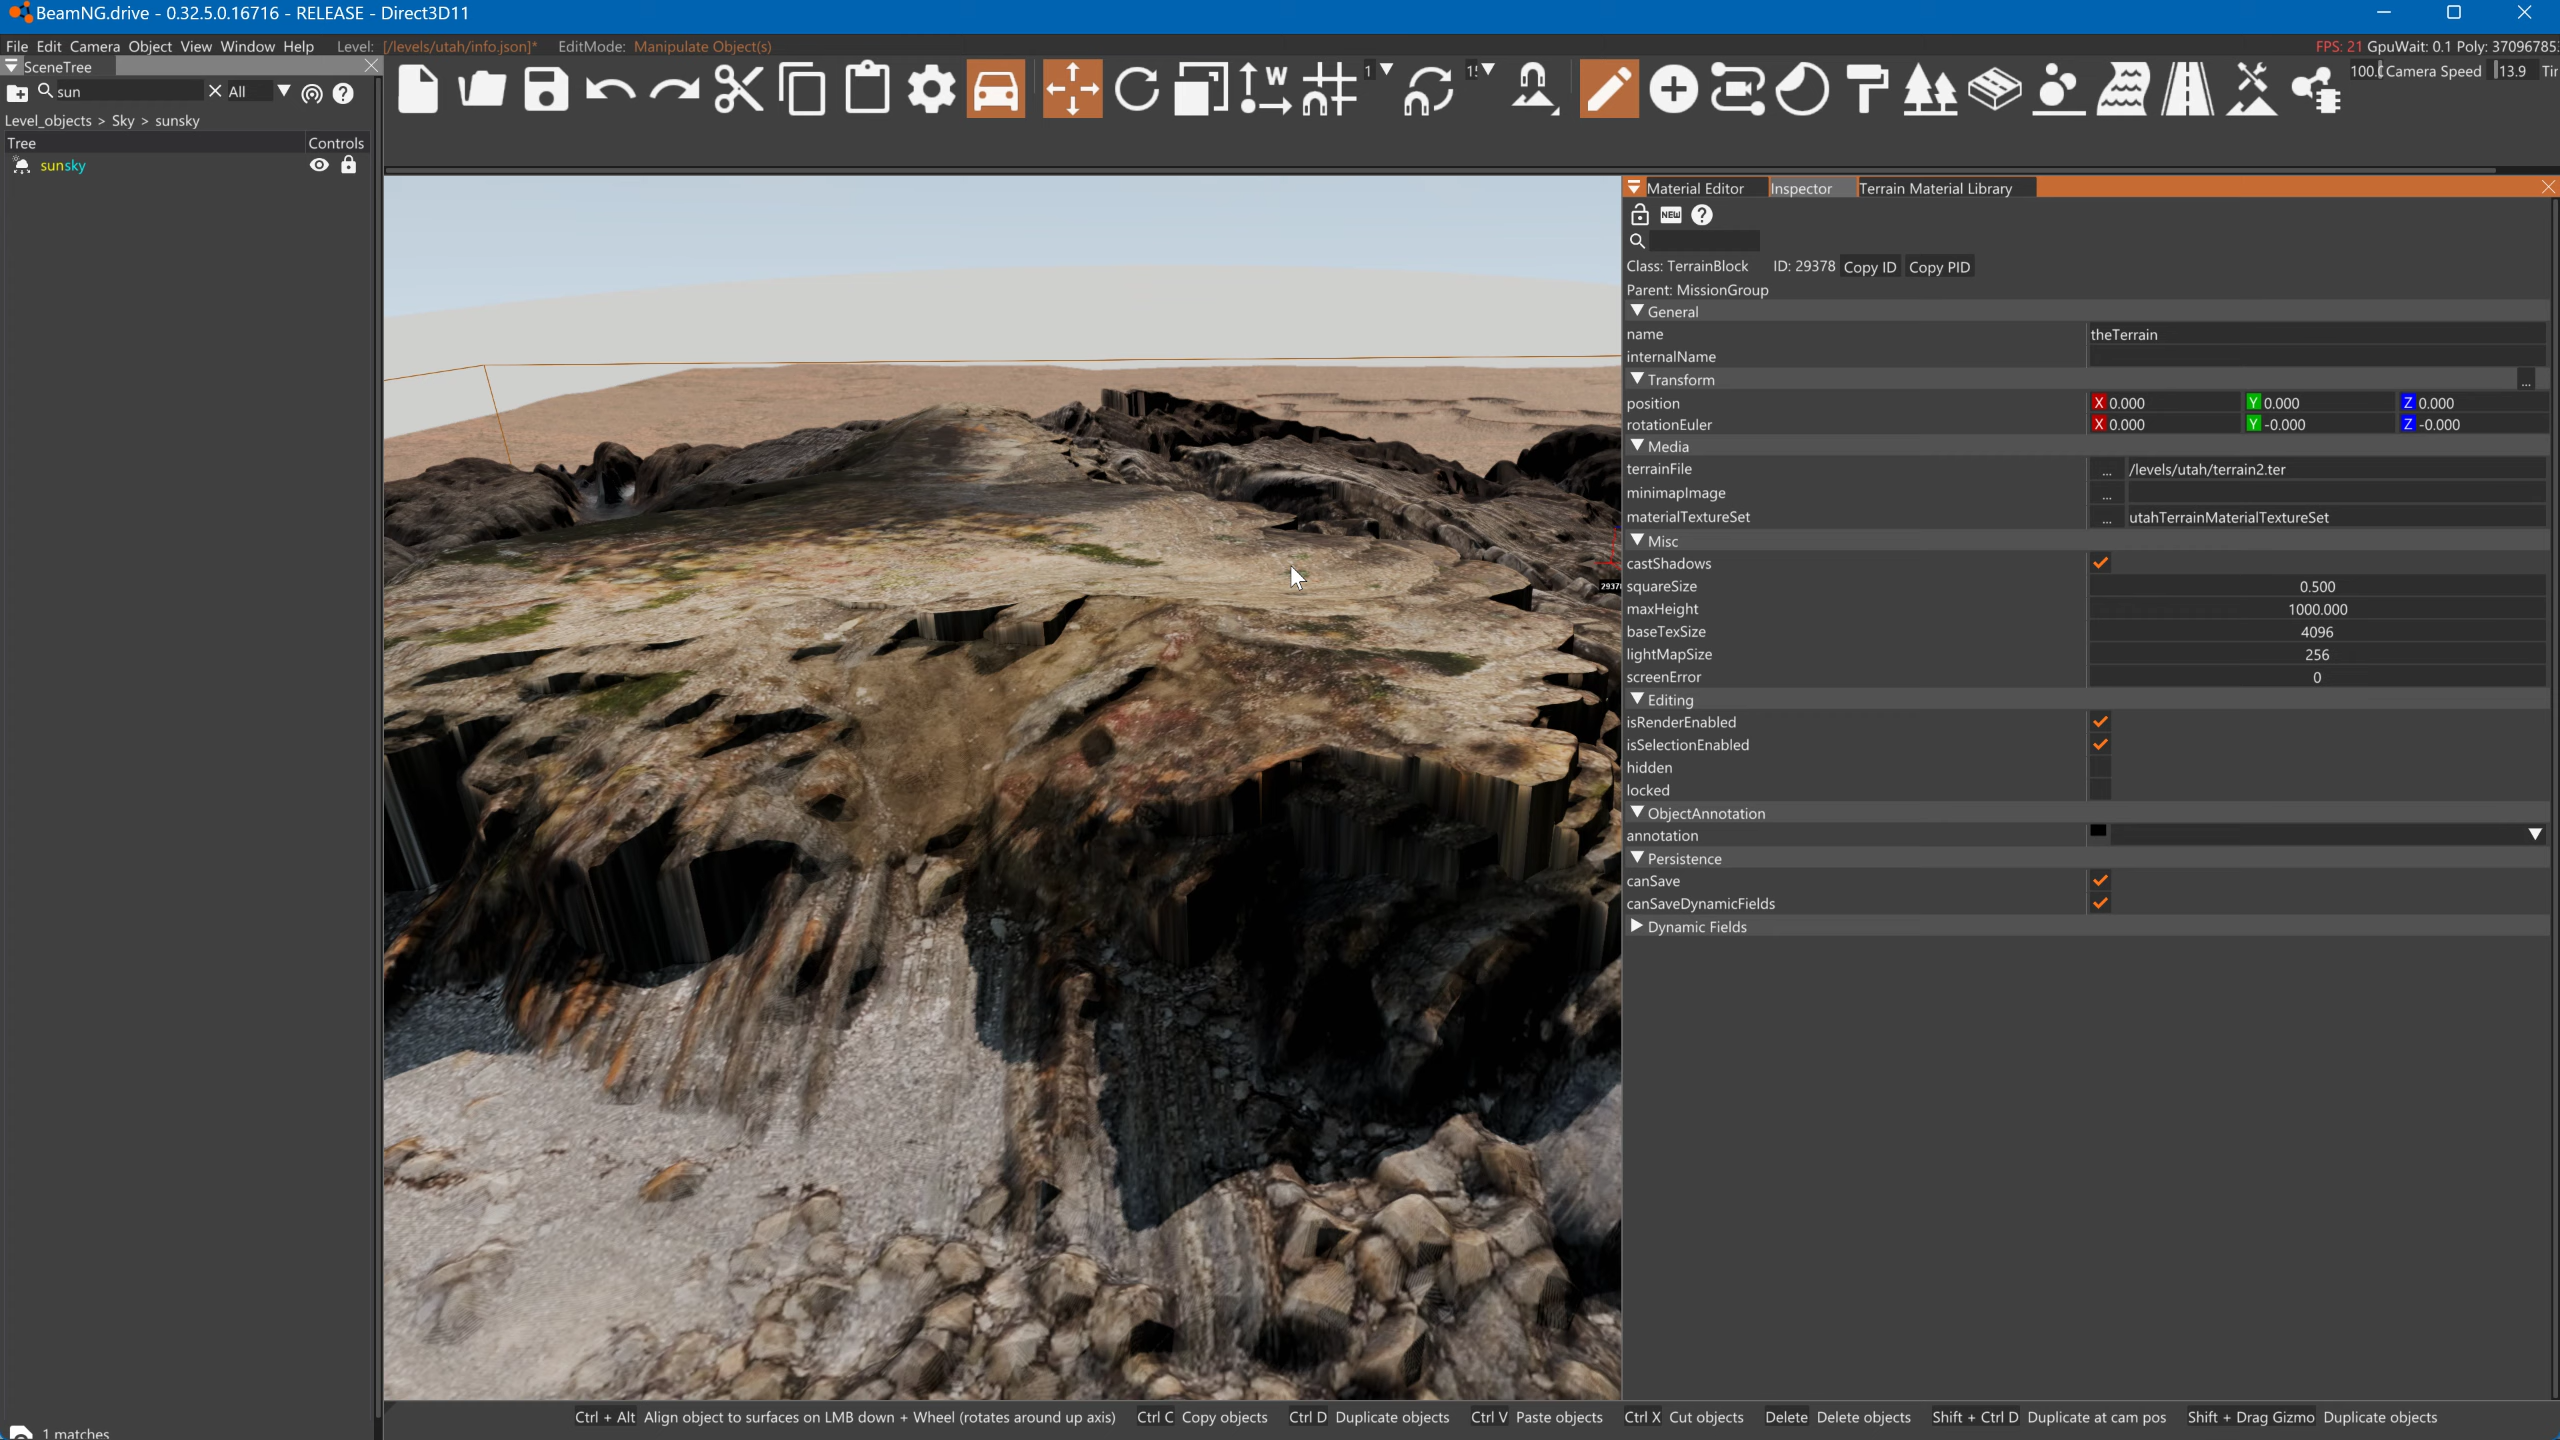 BeamNG.drive - 0.32.5.0.16716 - RELEASE - Direct3D11
File Edit Camera Object View Window Help Level: [/levels/utah/info.json]* EditMode: Manipulate Object(s)
FPS: 21 GpuWait: 0.1 Poly: 37096785
SceneTree
sun All
Level_objects > Sky > sunsky
Tree Controls
sunsky
1 matches
W 1
100. Camera Speed 13.9
Material Editor Inspector Terrain Material Library
NEW
Class: TerrainBlock ID: 29378 Copy ID Copy PID
Parent: MissionGroup
General
name theTerrain
internalName
Transform ...
position X 0.000 Y 0.000 Z 0.000
rotationEuler X 0.000 Y -0.000 Z -0.000
Media
terrainFile ... /levels/utah/terrain2.ter
minimapImage ...
materialTextureSet ... utahTerrainMaterialTextureSet
Misc
castShadows
squareSize 0.500
maxHeight 1000.000
baseTexSize 4096
lightMapSize 256
screenError 0
Editing
isRenderEnabled
isSelectionEnabled
hidden
locked
ObjectAnnotation
annotation
Persistence
canSave
canSaveDynamicFields
Dynamic Fields
Ctrl + Alt Align object to surfaces on LMB down + Wheel (rotates around up axis) Ctrl C Copy objects Ctrl D Duplicate objects Ctrl V Paste objects Ctrl X Cut objects Delete Delete objects Shift + Ctrl D Duplicate at cam pos Shift + Drag Gizmo Duplicate objects